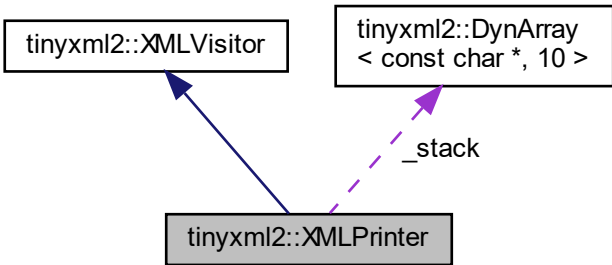 tinyxml2::XMLVisitor
tinyxml2::DynArray
< const char *, 10 >
_stack
tinyxml2::XMLPrinter